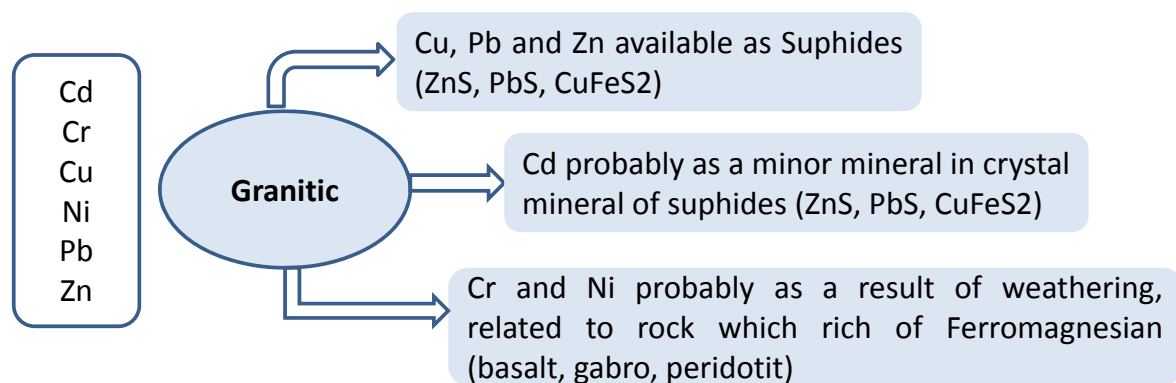 Cd
Cr
Cu
Ni
Pb
Zn
Granitic
Cu, Pb and Zn available as Suphides
(ZnS, PbS, CuFeS2)
Cd probably as a minor mineral in crystal
mineral of suphides (ZnS, PbS, CuFeS2)
Cr and Ni probably as a result of weathering,
related to rock which rich of Ferromagnesian
(basalt, gabro, peridotit)